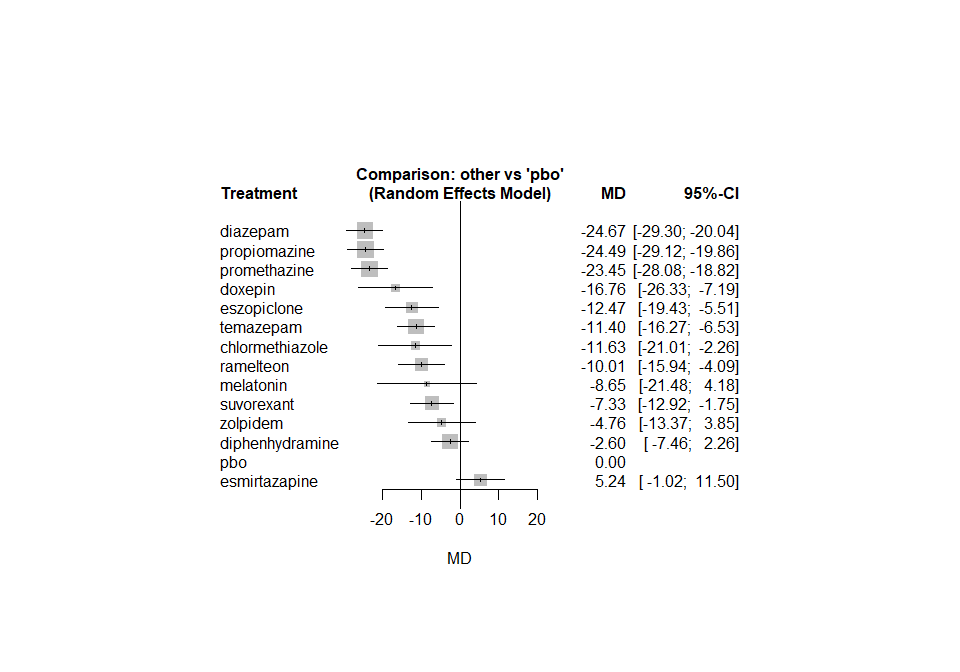 Comparison: other vs 'pbo'
Treatment (Random Effects Model) MD 95%-CI
diazepam -24.67 [-29.30; -20.04]
propiomazine -24.49 [-29.12; -19.86]
promethazine -23.45 [-28.08; -18.82]
doxepin -16.76 [-26.33; -7.19]
eszopiclone -12.47 [-19.43; -5.51]
temazepam -11.40 [-16.27; -6.53]
chlormethiazole -11.63 [-21.01; -2.26]
ramelteon -10.01 [-15.94; -4.09]
melatonin -8.65 [-21.48; 4.18]
suvorexant -7.33 [-12.92; -1.75]
zolpidem -4.76 [-13.37; 3.85]
diphenhydramine -2.60 [ -7.46; 2.26]
pbo 0.00
esmirtazapine 5.24 [ -1.02; 11.50]
-20 -10 0 10 20
MD